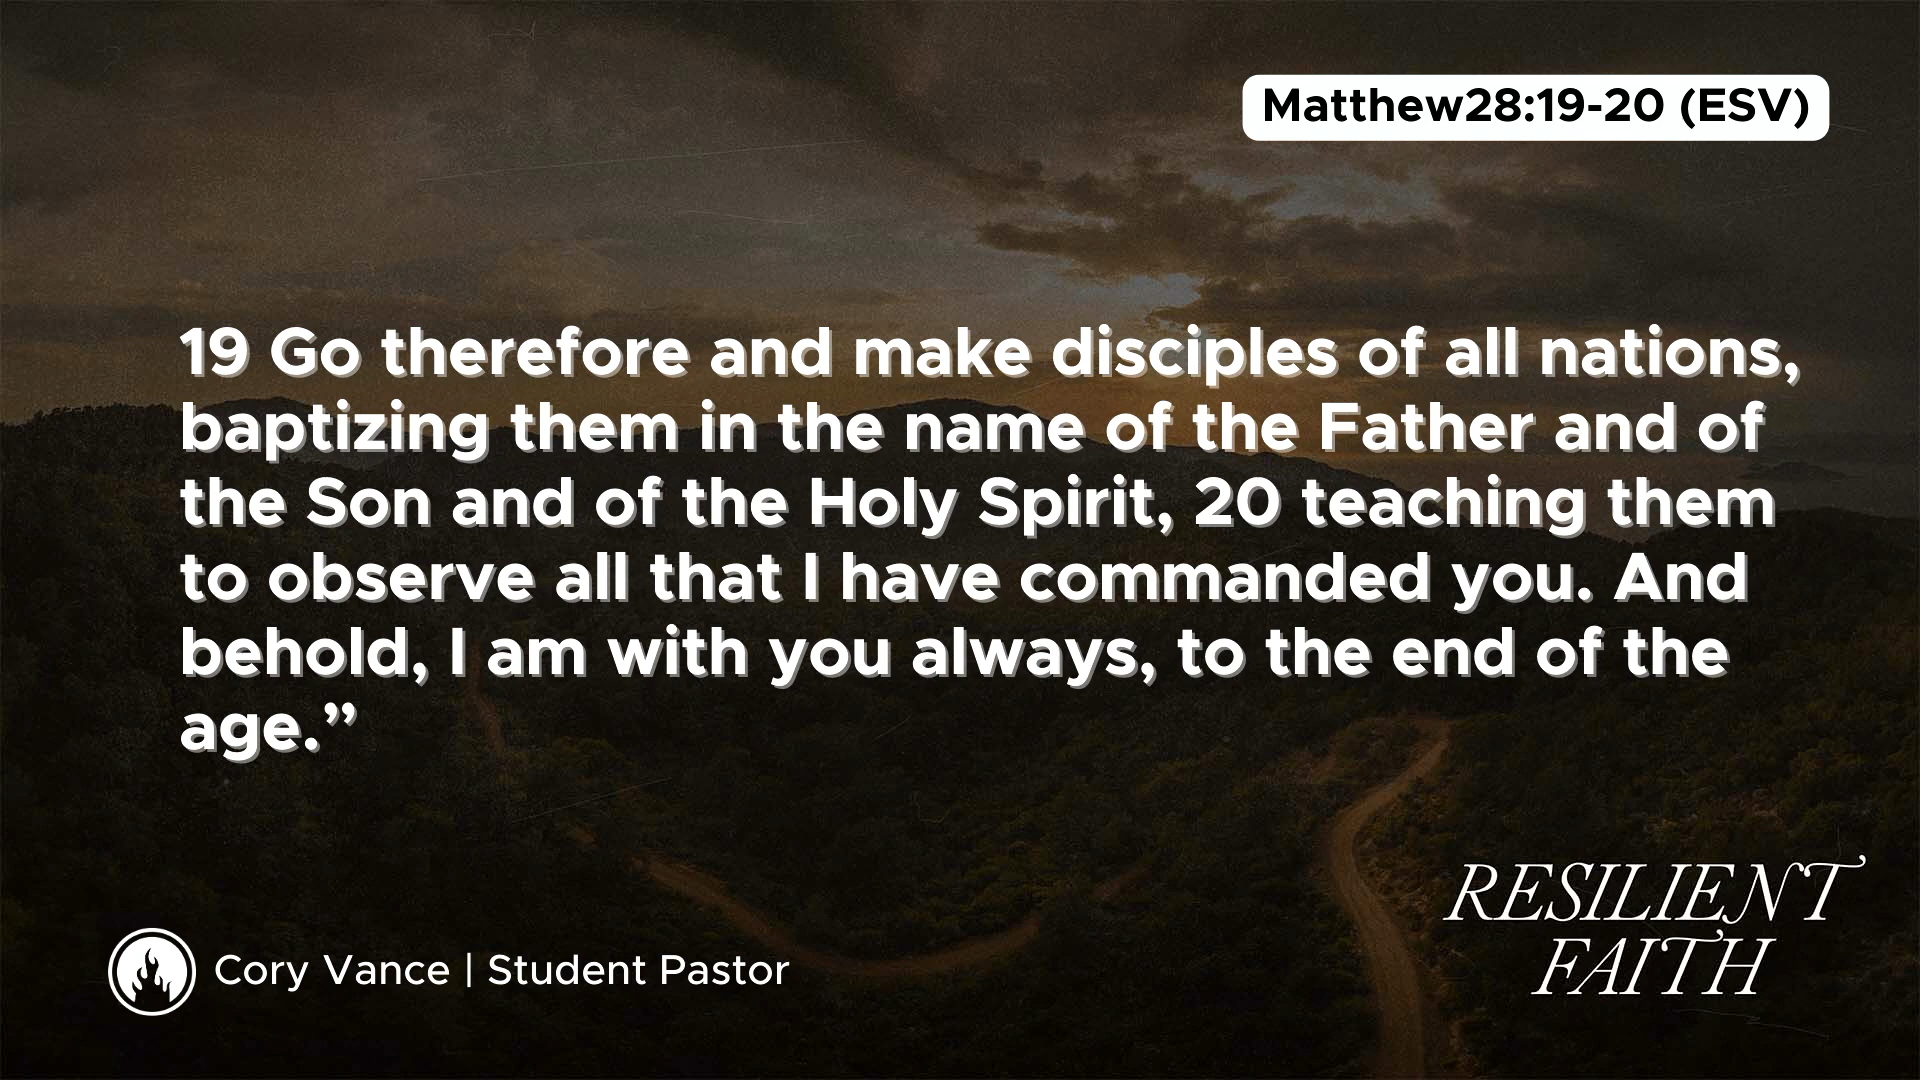 Matthew28:19-20 (ESV)
19 Go therefore and make disciples of all nations,
baptizing them in the name of the Father and of
the Son and of the Holy Spirit, 20 teaching them
to observe all that I have commanded you. And
behold, I am with you always, to the end of the
age.”
Cory Vance | Student Pastor
RESILIENT
FAITH